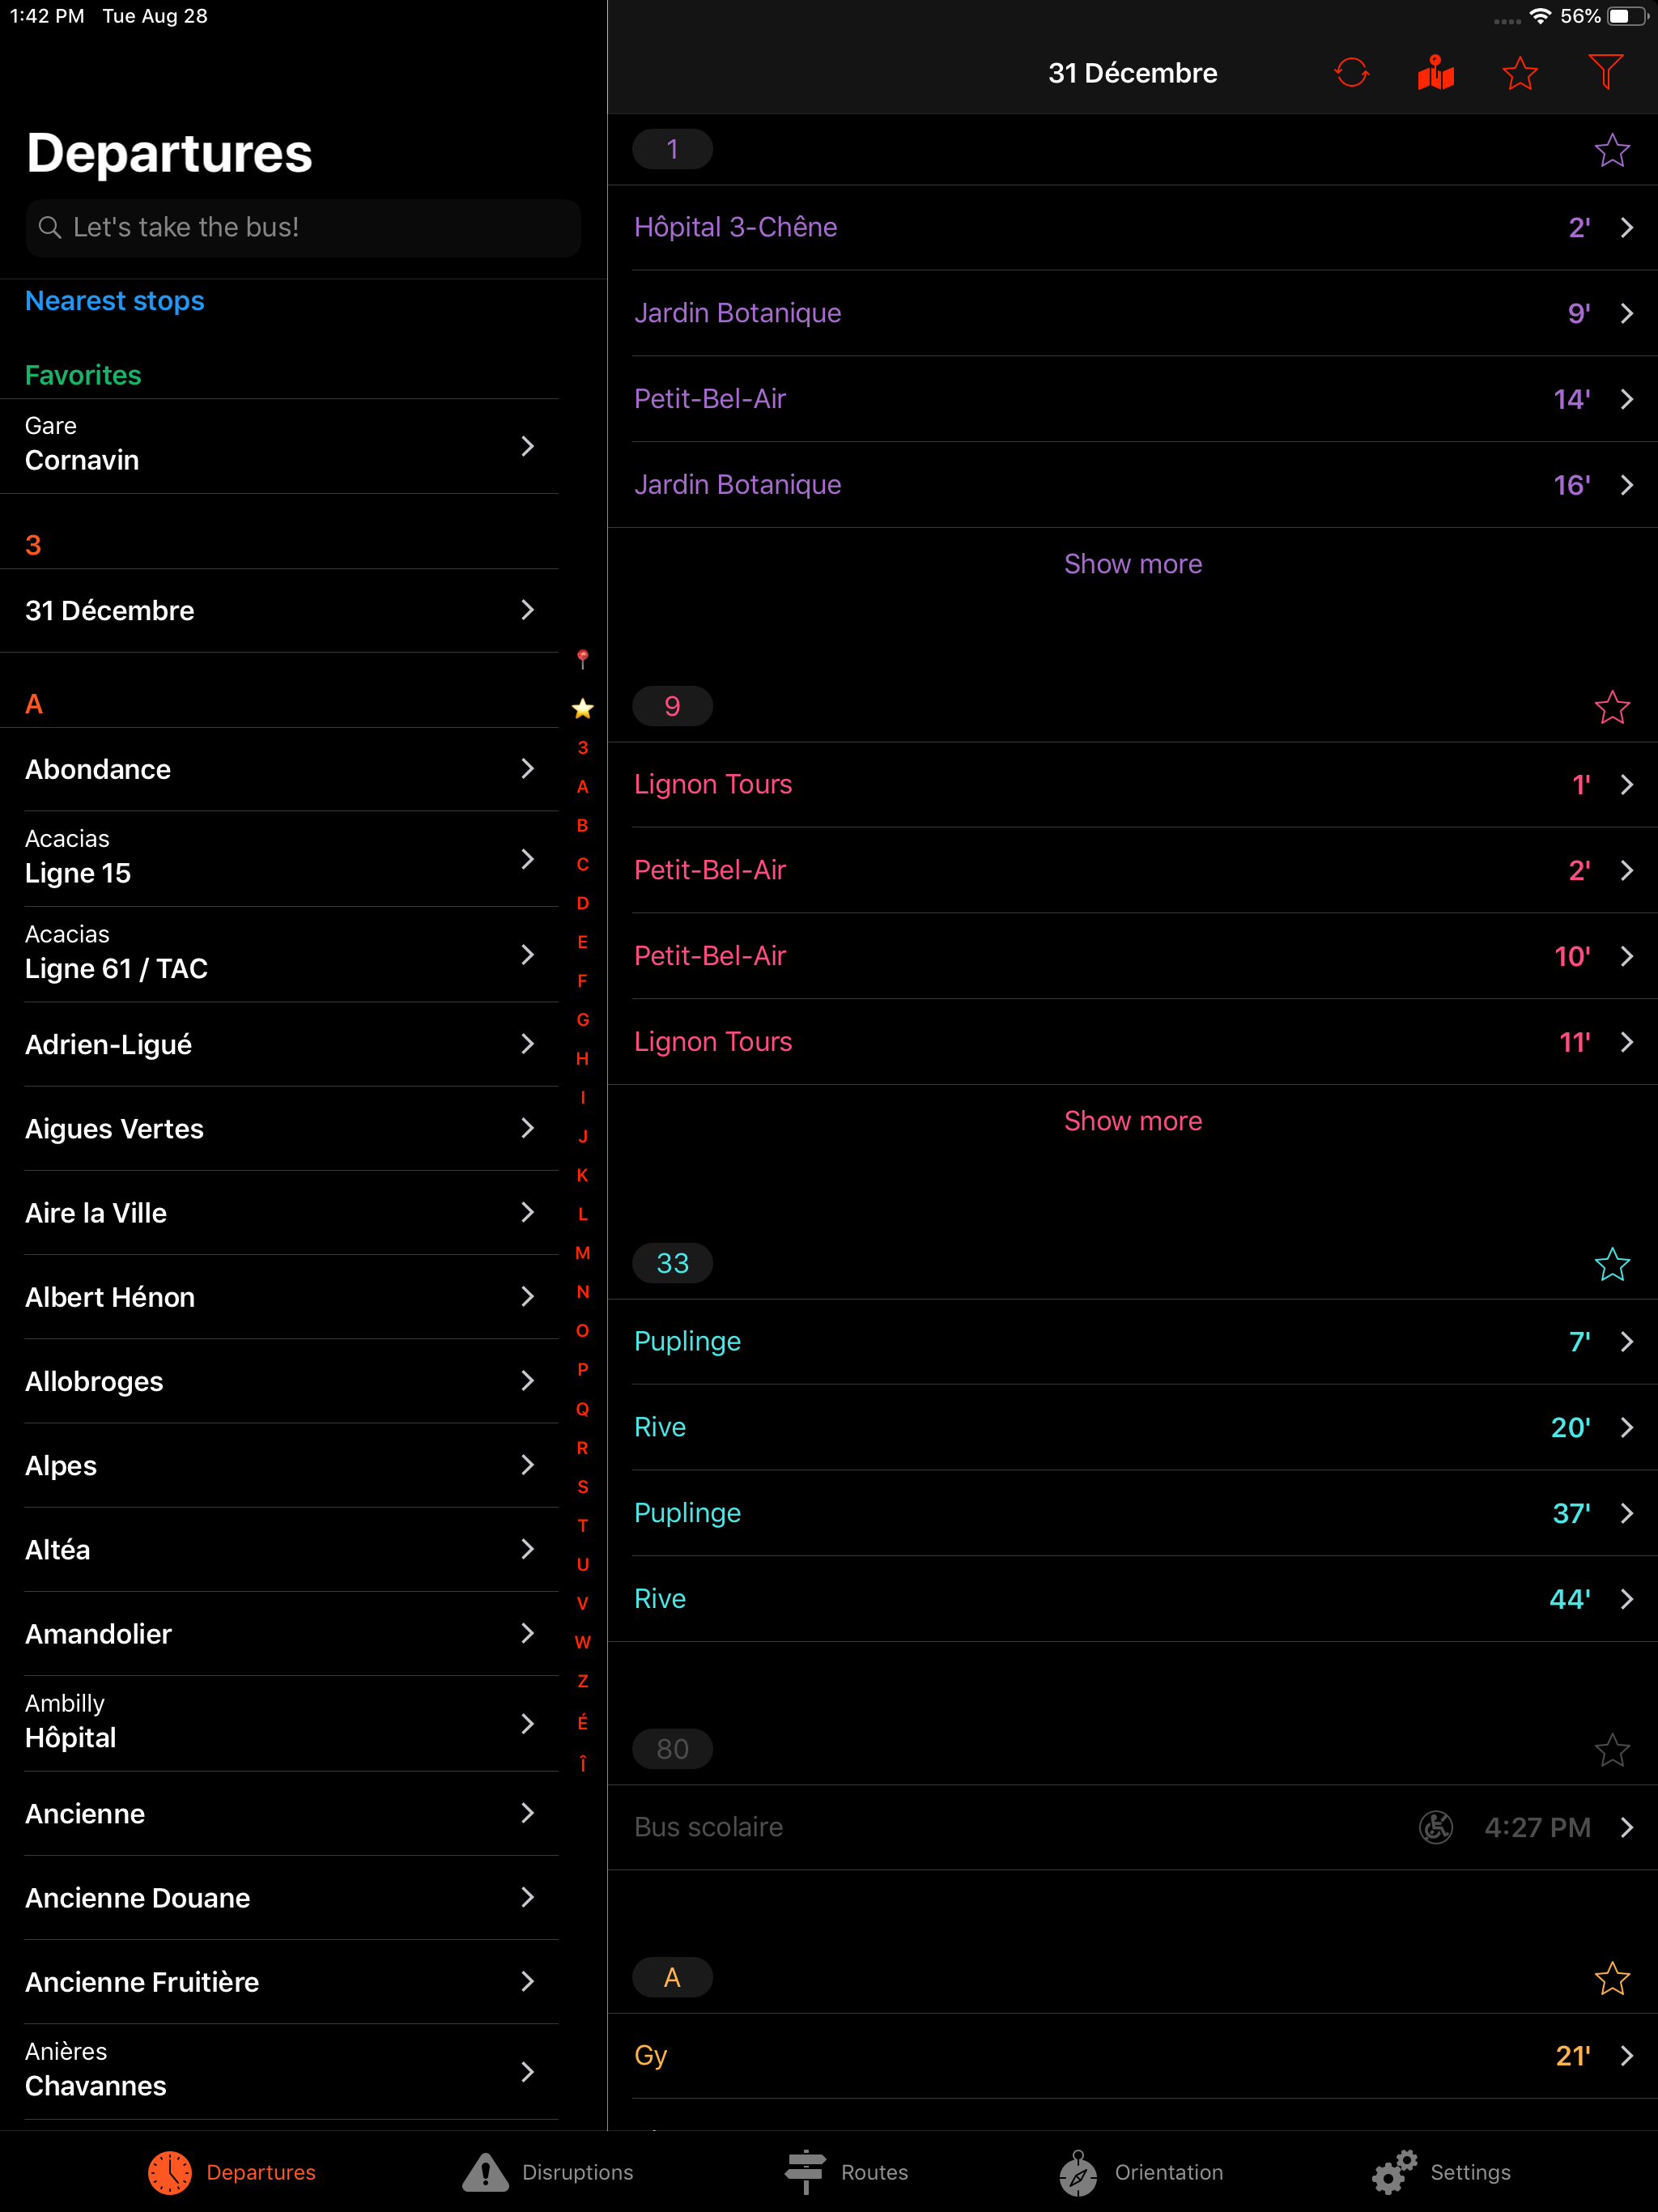 1:42 PM Tue Aug 28
56%
Departures
Let's take the bus!
Nearest stops
Favorites
Gare
Cornavin
3
31 Décembre
A
Abondance
Acacias
Ligne 15
Acacias
Ligne 61 / TAC
Adrien-Ligué
Aigues Vertes
Aire la Ville
Albert Hénon
Allobroges
Alpes
Altéa
Amandolier
Ambilly
Hôpital
Ancienne
Ancienne Douane
Ancienne Fruitière
Anières
Chavannes
3
A
B
C
D
E
F
G
H
I
J
K
L
M
N
O
P
Q
R
S
T
U
V
W
Z
É
Î
31 Décembre
1
Hôpital 3-Chêne 2'
Jardin Botanique 9'
Petit-Bel-Air 14'
Jardin Botanique 16'
Show more
9
Lignon Tours 1'
Petit-Bel-Air 2'
Petit-Bel-Air 10'
Lignon Tours 11'
Show more
33
Puplinge 7'
Rive 20'
Puplinge 37'
Rive 44'
80
Bus scolaire 4:27 PM
A
Gy 21'
Departures Disruptions Routes Orientation Settings